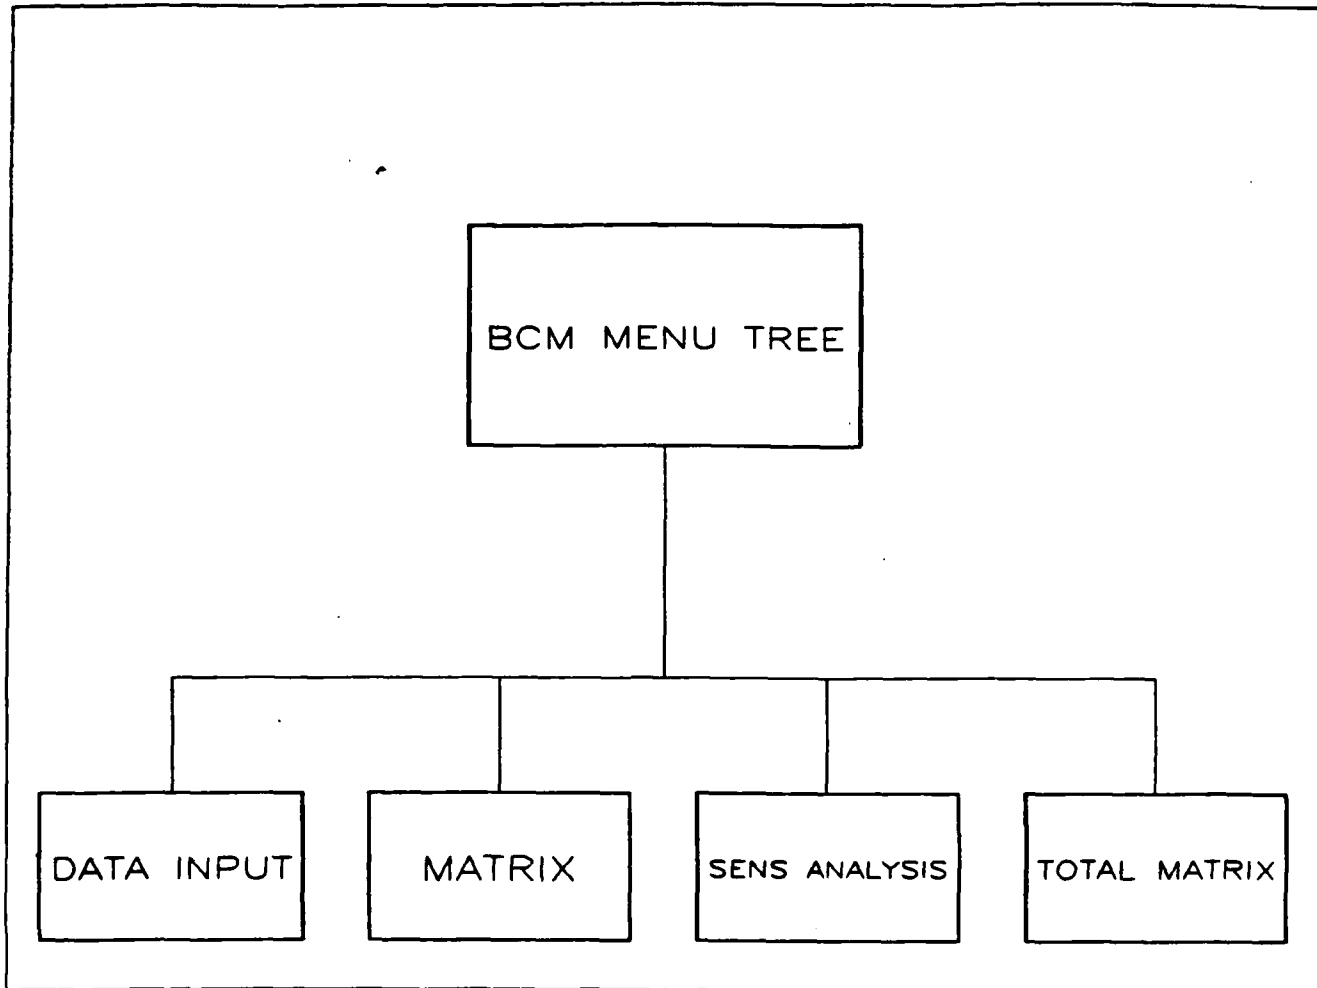 BCM MENU TREE
DATA INPUT
MATRIX
SENS ANALYSIS
TOTAL MATRIX